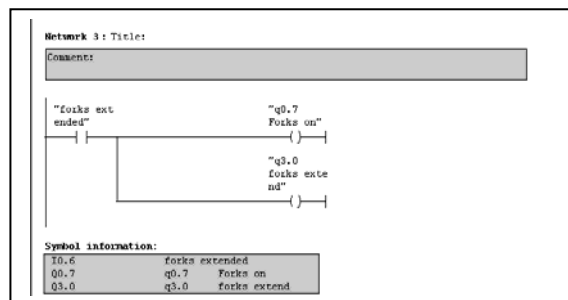 Network 3 : Title:
Comment:
"forks ext
ended"
"q0.7
Forks on"
"q3.0
forks exte
nd"
Symbol information:
I0.6 forks extended
Q0.7 q0.7 Forks on
Q3.0 q3.0 forks extend